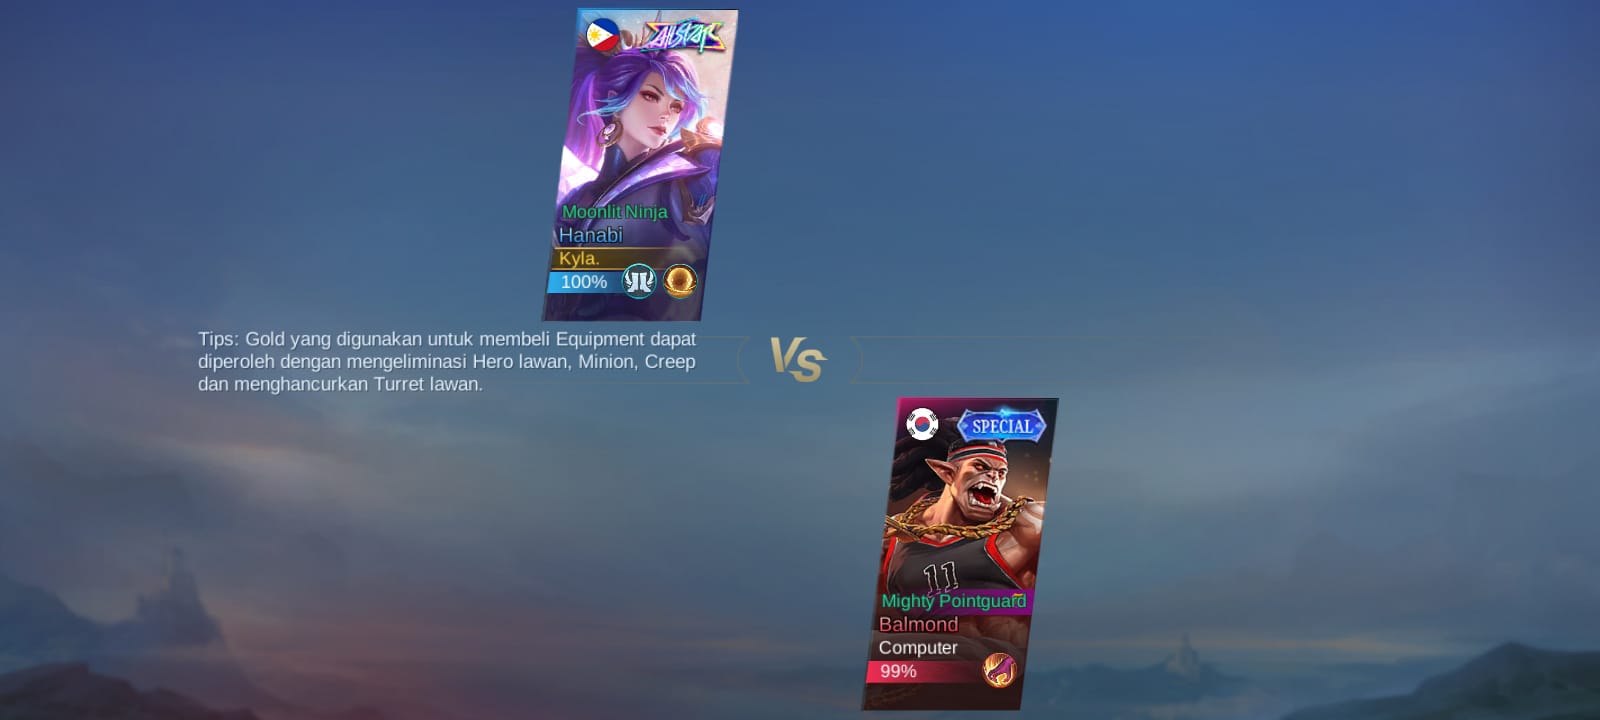 ALLSTAR
Moonlit Ninja
Hanabi
Kyla.
100%
Tips: Gold yang digunakan untuk membeli Equipment dapat
diperoleh dengan mengeliminasi Hero lawan, Minion, Creep
dan menghancurkan Turret lawan.
VS
SPECIAL
11
Mighty Pointguard
Balmond
Computer
99%